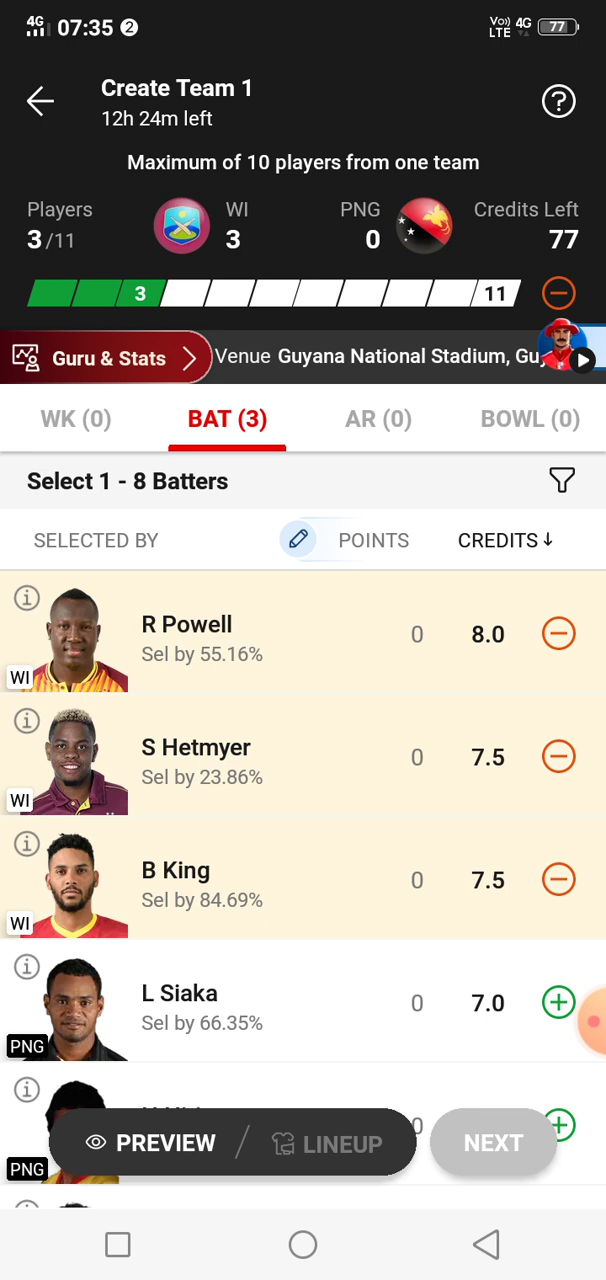 4G 07:35 2 Vo)) LTE 4G 77
Create Team 1
12h 24m left
Maximum of 10 players from one team
Players WI PNG Credits Left
3/11 3 0 77
3 11
Guru & Stats Venue Guyana National Stadium, Guy
WK (0) BAT (3) AR (0) BOWL (0)
Select 1 - 8 Batters
SELECTED BY POINTS CREDITS↓
R Powell
Sel by 55.16%
0 8.0
WI
S Hetmyer
Sel by 23.86%
0 7.5
WI
B King
Sel by 84.69%
0 7.5
WI
L Siaka
Sel by 66.35%
0 7.0
PNG
0
PREVIEW / LINEUP NEXT
PNG